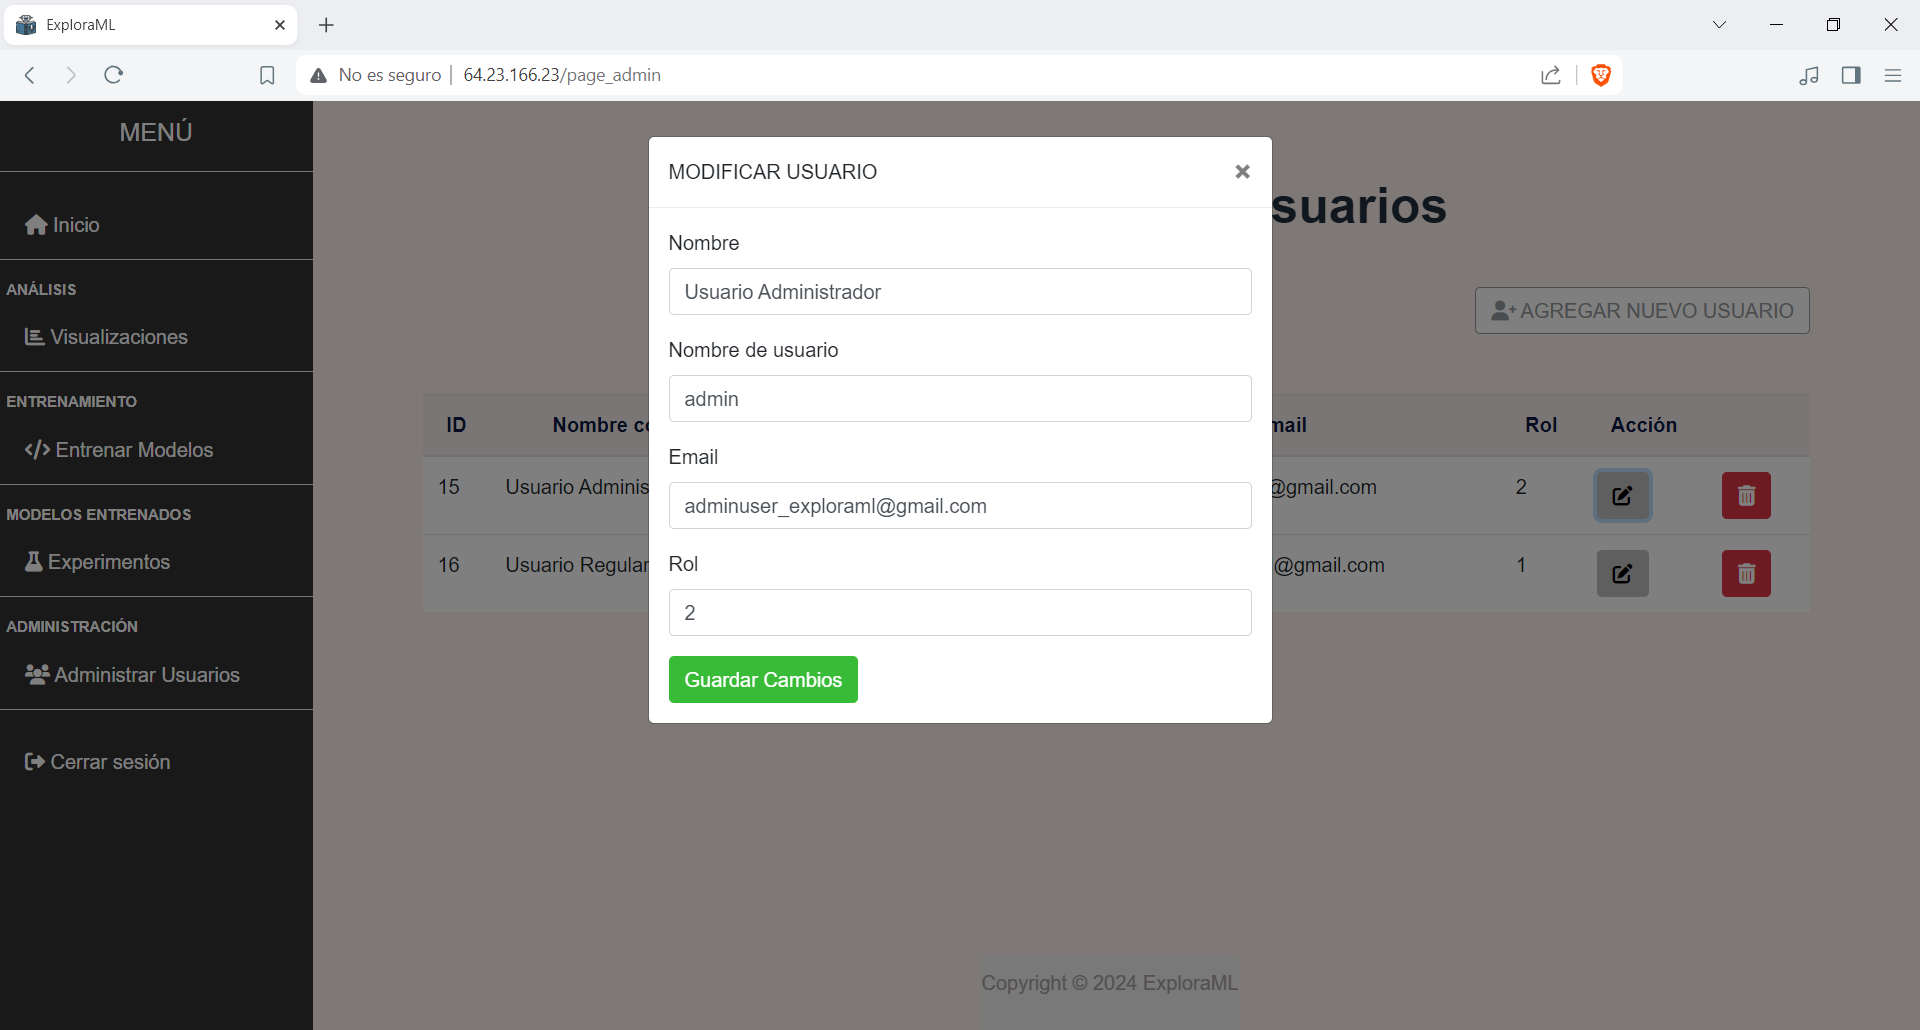 ExploraML
No es seguro 64.23.166.23/page_admin
MENÚ
Inicio
ANÁLISIS
Visualizaciones
ENTRENAMIENTO
Entrenar Modelos
MODELOS ENTRENADOS
Experimentos
ADMINISTRACIÓN
Administrar Usuarios
Cerrar sesión
suarios
AGREGAR NUEVO USUARIO
ID Nombre co mail Rol Acción
15 Usuario Adminis @gmail.com 2
16 Usuario Regular @gmail.com 1
MODIFICAR USUARIO
Nombre
Usuario Administrador
Nombre de usuario
admin
Email
adminuser_exploraml@gmail.com
Rol
2
Guardar Cambios
Copyright © 2024 ExploraML